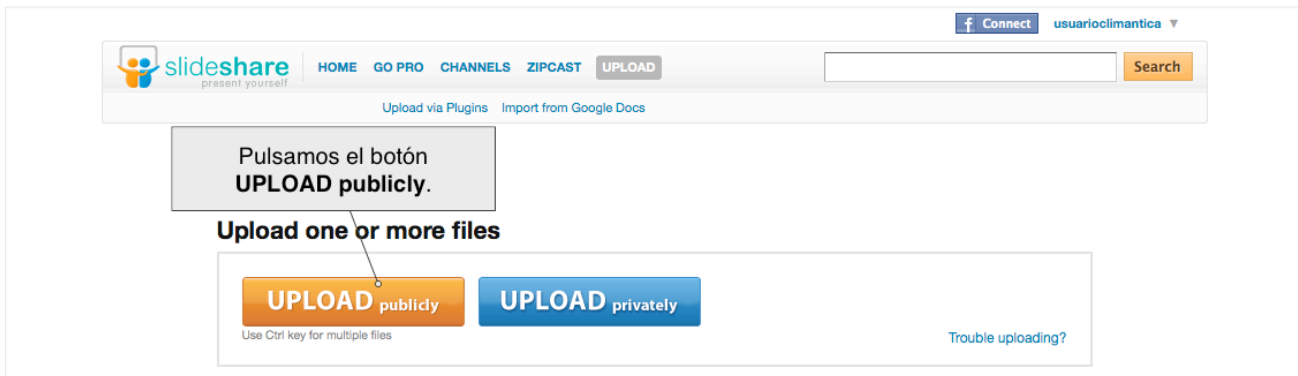 f Connect usuarioclimantica
slideshare HOME GO PRO CHANNELS ZIPCAST UPLOAD Search
present yourself
Upload via Plugins Import from Google Docs
Pulsamos el botón
UPLOAD publicly.
Upload one or more files
UPLOAD publicly UPLOAD privately
Use Ctrl key for multiple files
Trouble uploading?